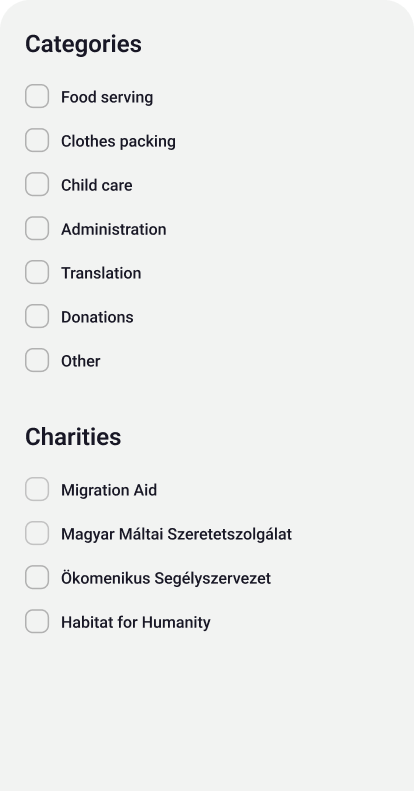 Categories
Food serving
Clothes packing
Child care
Administration
Translation
Donations
Other
Charities
Migration Aid
Magyar Máltai Szeretetszolgálat
Ökomenikus Segélyszervezet
Habitat for Humanity